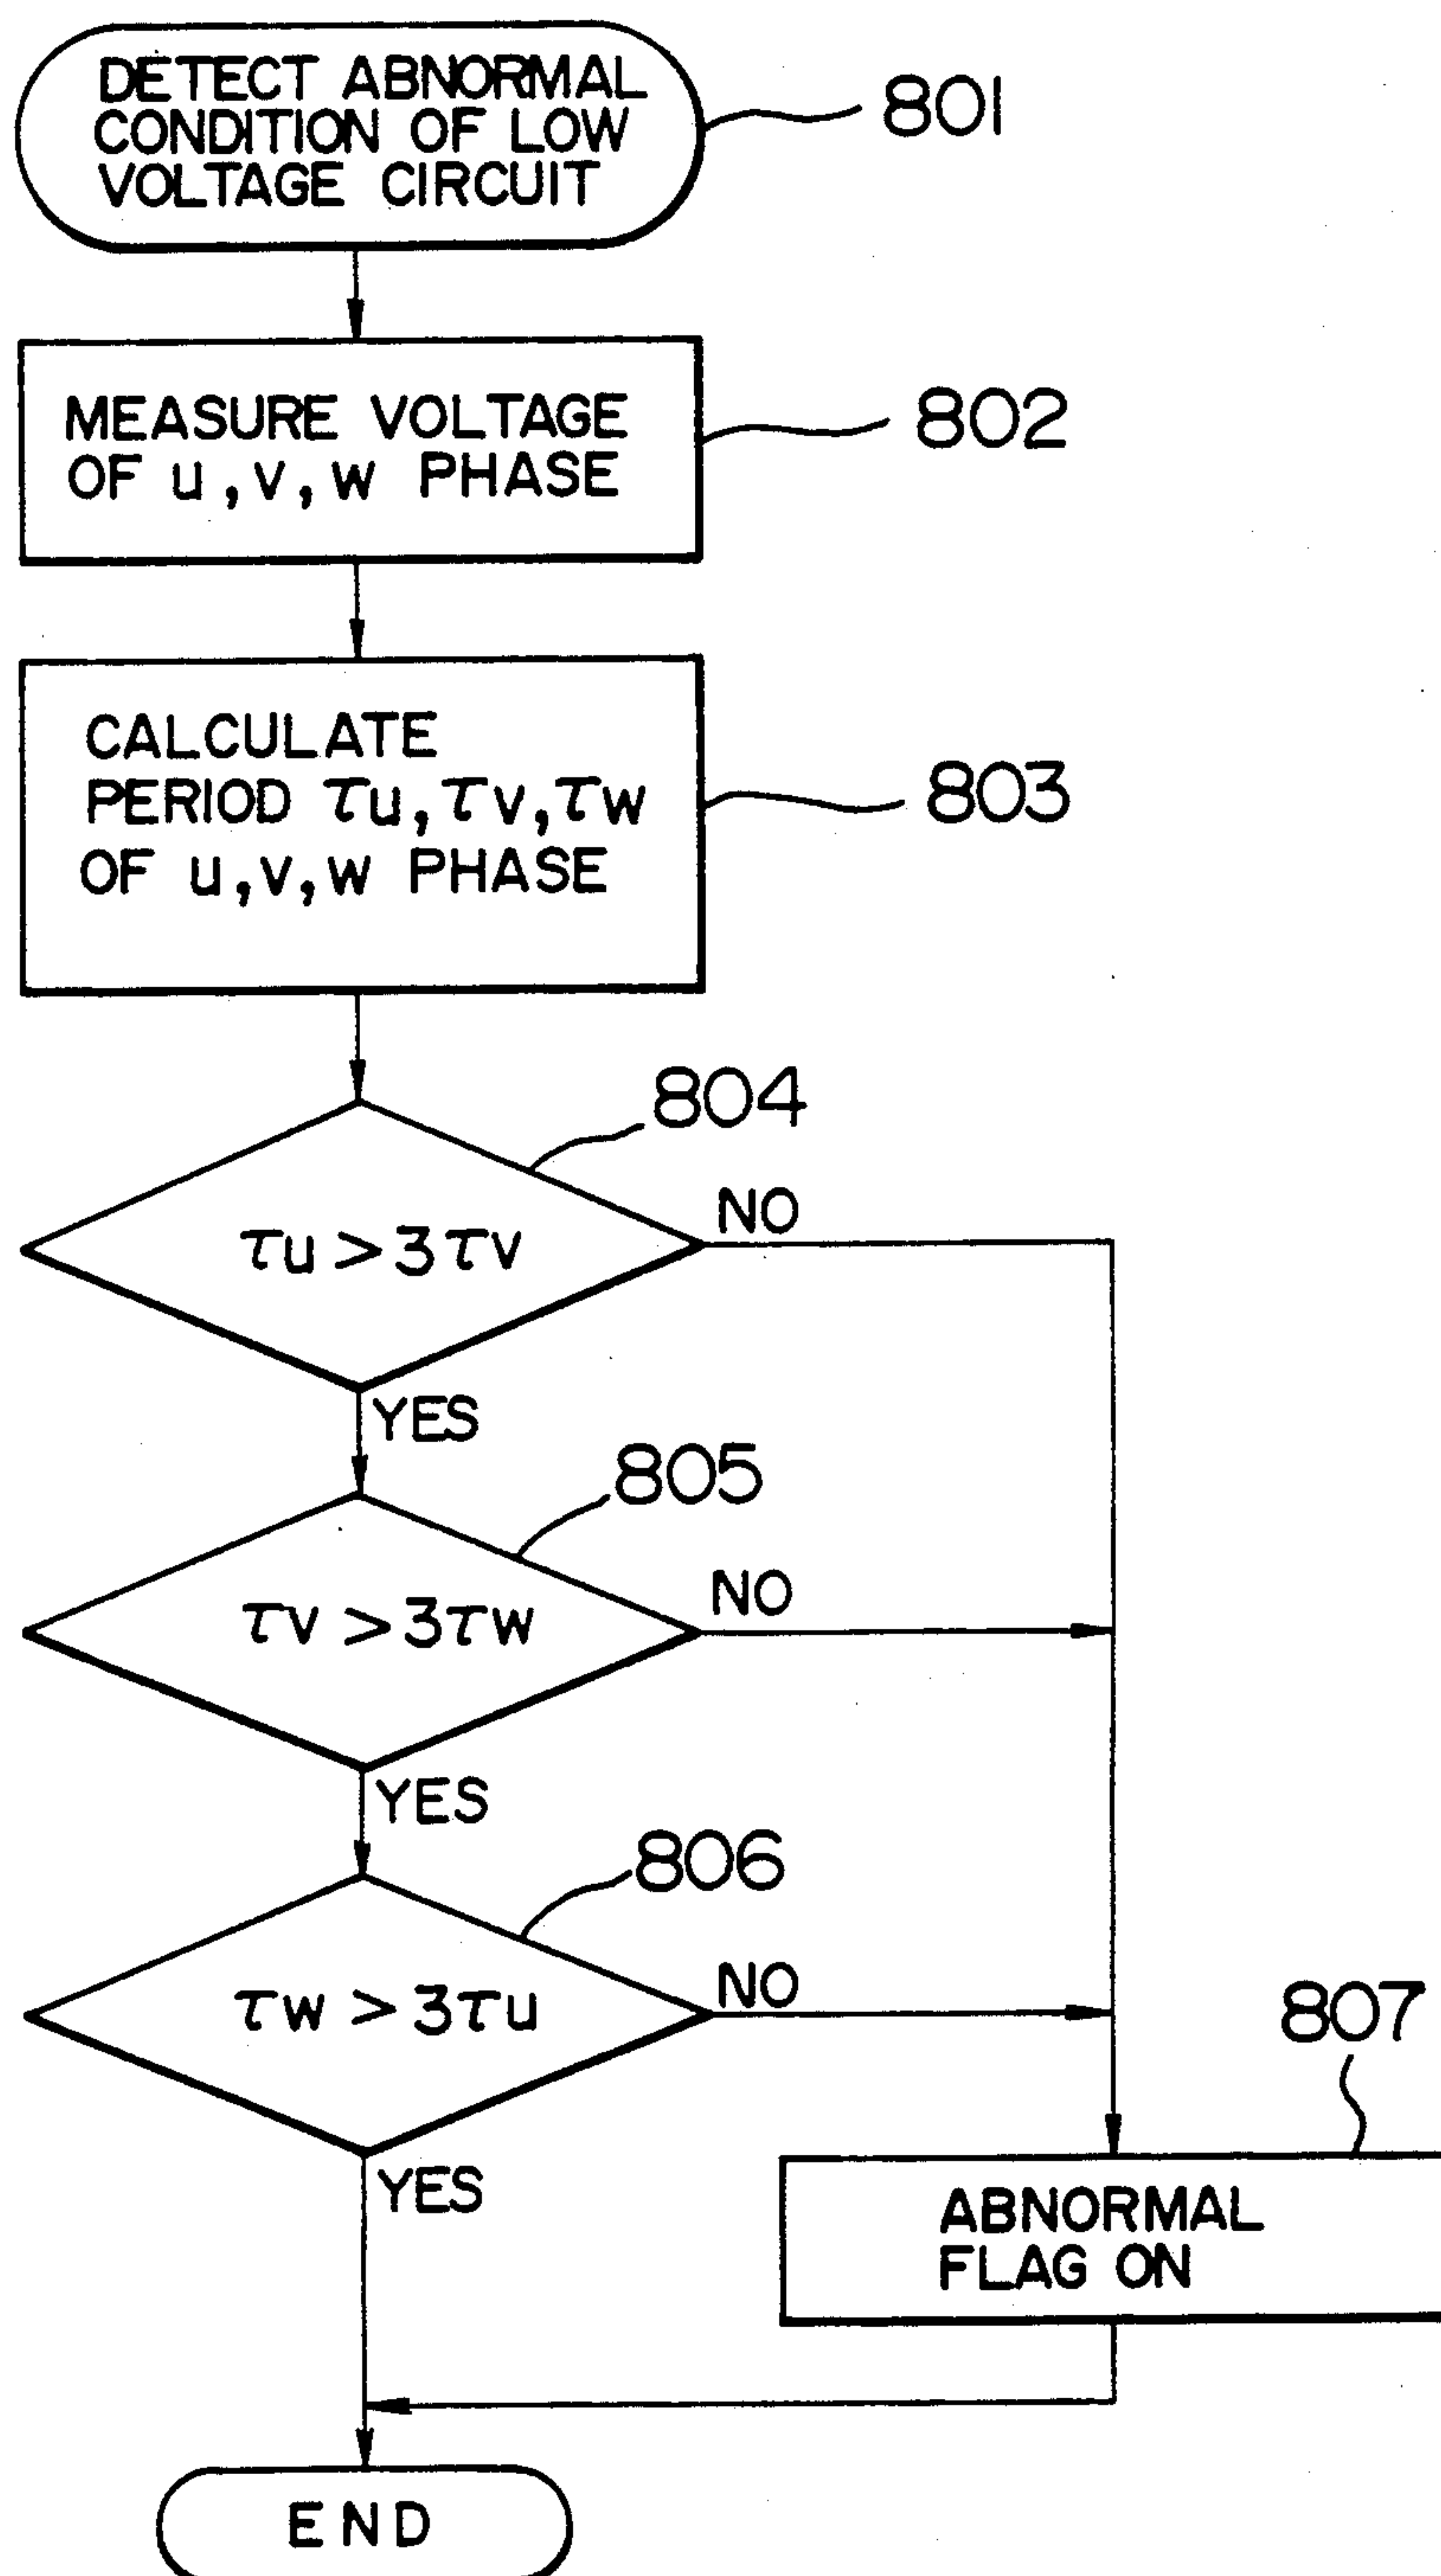 DETECT ABNORMAL
CONDITION OF LOW
VOLTAGE CIRCUIT
801
MEASURE VOLTAGE
OF u, v, w PHASE
802
CALCULATE
PERIOD τu, τv, τw
OF u, v, w PHASE
803
804
τu > 3τv
NO
YES
805
τv > 3τw
NO
YES
806
τw > 3τu
NO
YES
807
ABNORMAL
FLAG ON
END